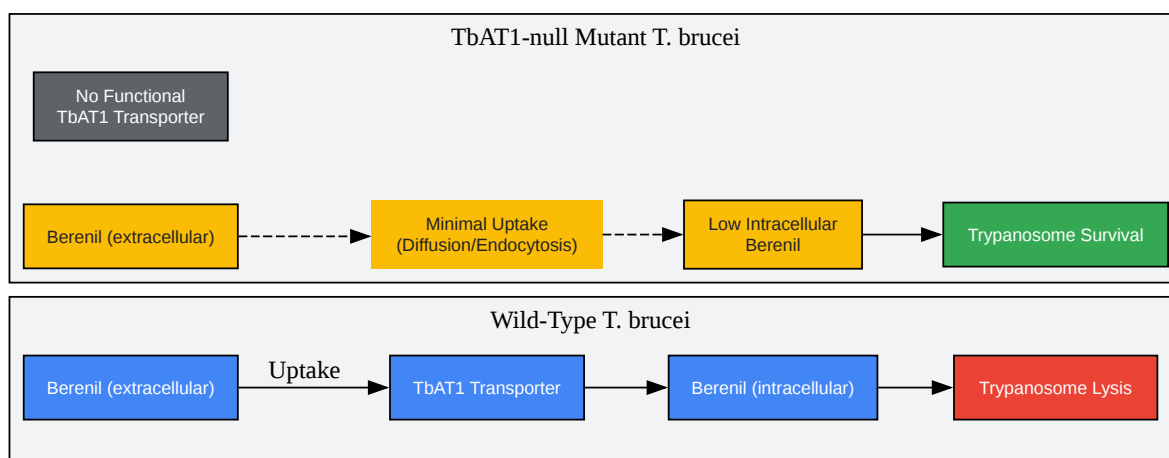 TbAT1-null Mutant T. brucei
No Functional
TbAT1 Transporter
Berenil (extracellular)
Minimal Uptake
(Diffusion/Endocytosis)
Low Intracellular
Berenil
Trypanosome Survival
Wild-Type T. brucei
Berenil (extracellular)
Uptake
TbAT1 Transporter
Berenil (intracellular)
Trypanosome Lysis